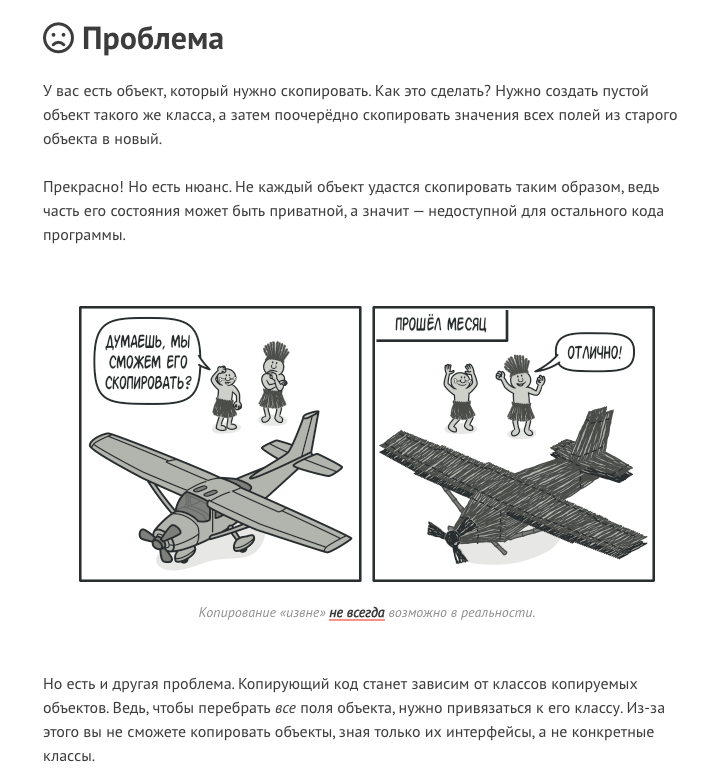 Проблема
У вас есть объект, который нужно скопировать. Как это сделать? Нужно создать пустой
объект такого же класса, а затем поочерёдно скопировать значения всех полей из старого
объекта в новый.
Прекрасно! Но есть нюанс. Не каждый объект удастся скопировать таким образом, ведь
часть его состояния может быть приватной, а значит — недоступной для остального кода
программы.
ДУМАЕШЬ, МЫ
СМОЖЕМ ЕГО
СКОПИРОВАТЬ?
ПРОШЁЛ МЕСЯЦ
ОТЛИЧНО!
Копирование «извне» не всегда возможно в реальности.
Но есть и другая проблема. Копирующий код станет зависим от классов копируемых
объектов. Ведь, чтобы перебрать все поля объекта, нужно привязаться к его классу. Из-за
этого вы не сможете копировать объекты, зная только их интерфейсы, а не конкретные
классы.